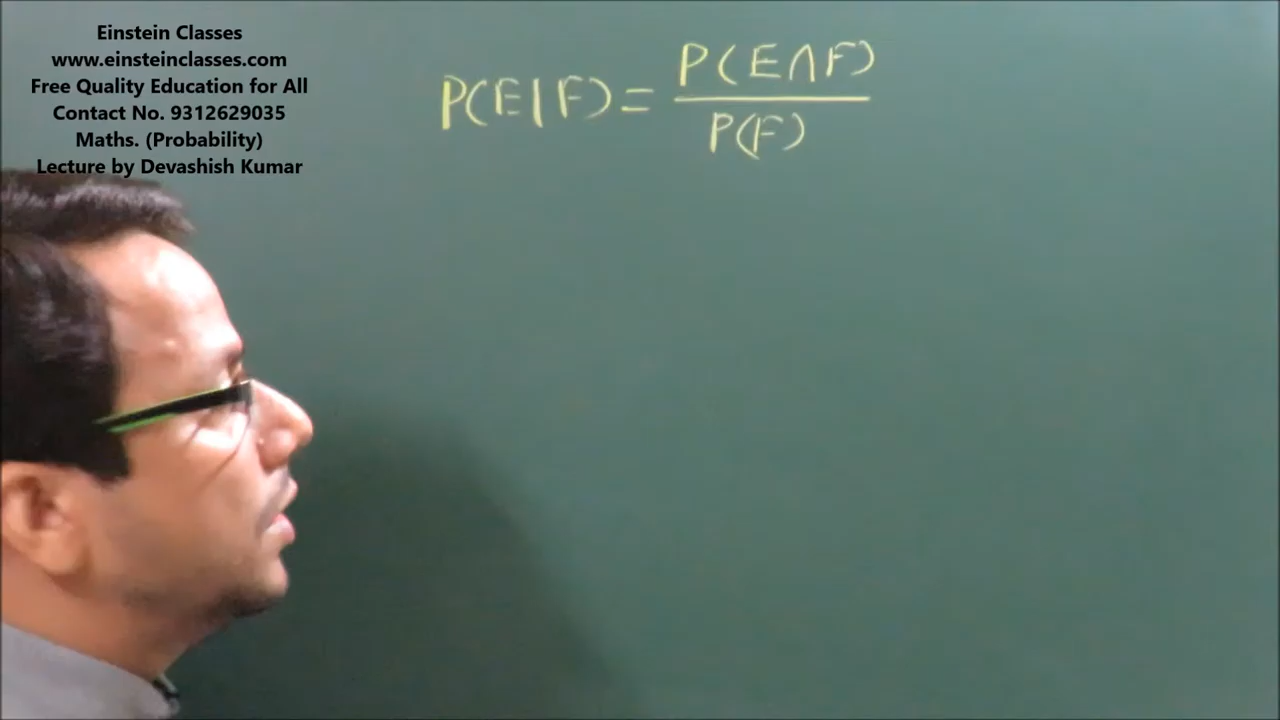 Einstein Classes
www.einsteinclasses.com
Free Quality Education for All
Contact No. 9312629035
Maths. (Probability)
Lecture by Devashish Kumar
P(E|F) = P(E∩F)
P(F)